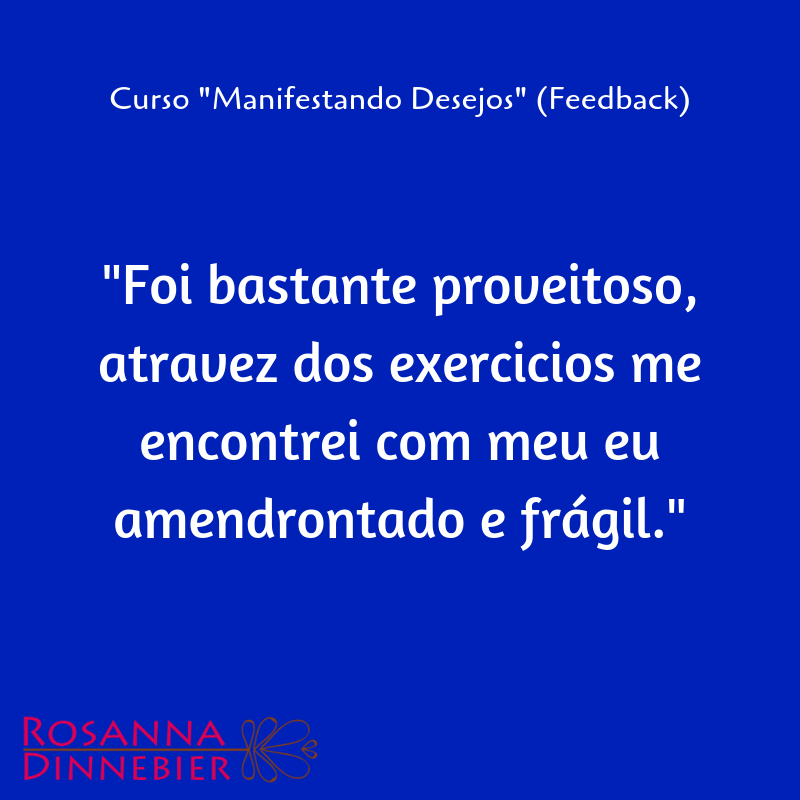 Curso "Manifestando Desejos" (Feedback)
"Foi bastante proveitoso,
atravez dos exercicios me
encontrei com meu eu
amendrontado e frágil."
ROSANNA
DINNEBIER